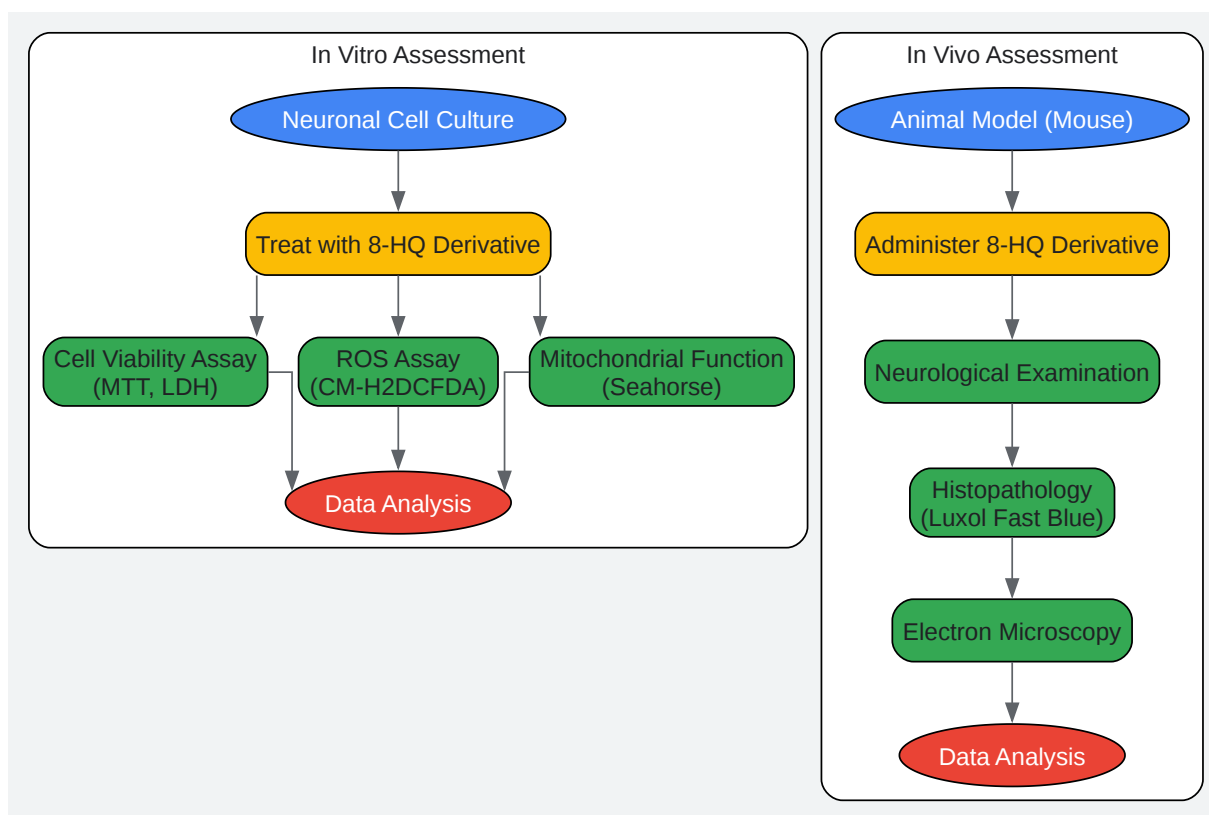 In Vitro Assessment
Neuronal Cell Culture
Treat with 8-HQ Derivative
Cell Viability Assay
(MTT, LDH)
ROS Assay
(CM-H2DCFDA)
Mitochondrial Function
(Seahorse)
Data Analysis
In Vivo Assessment
Animal Model (Mouse)
Administer 8-HQ Derivative
Neurological Examination
Histopathology
(Luxol Fast Blue)
Electron Microscopy
Data Analysis